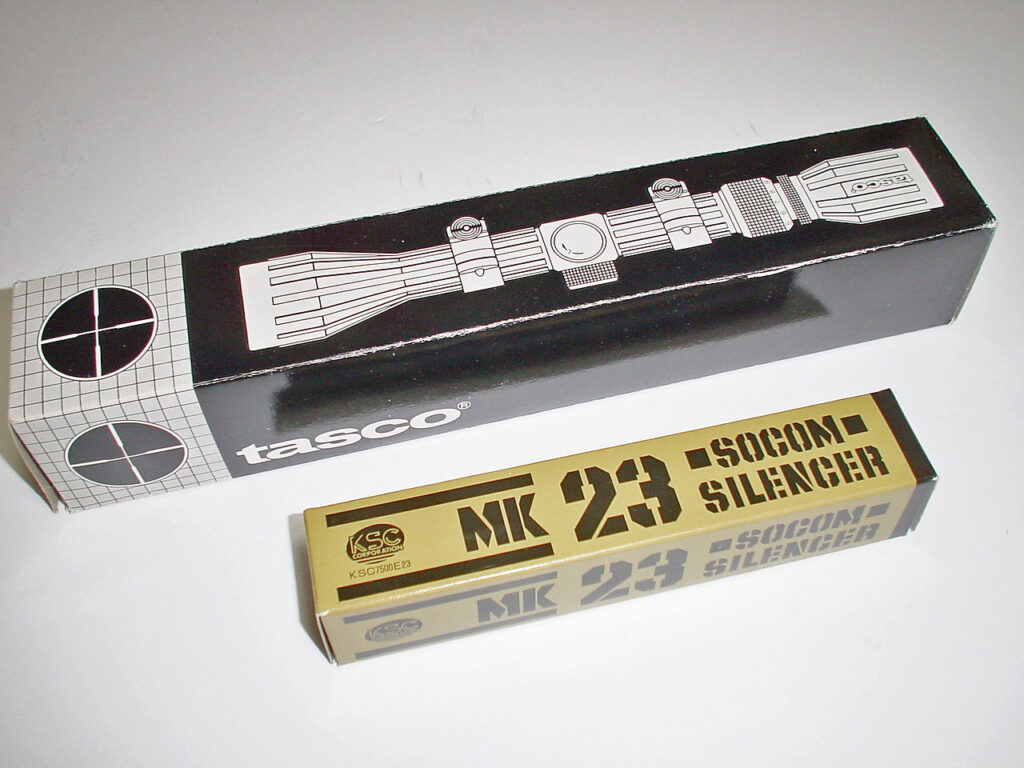 tasco
tasco®
MK 23 SOCOM
SILENCER
KSC
CORPORATION
KSC7500E23
MK 23 SOCOM
SILENCER
KSC